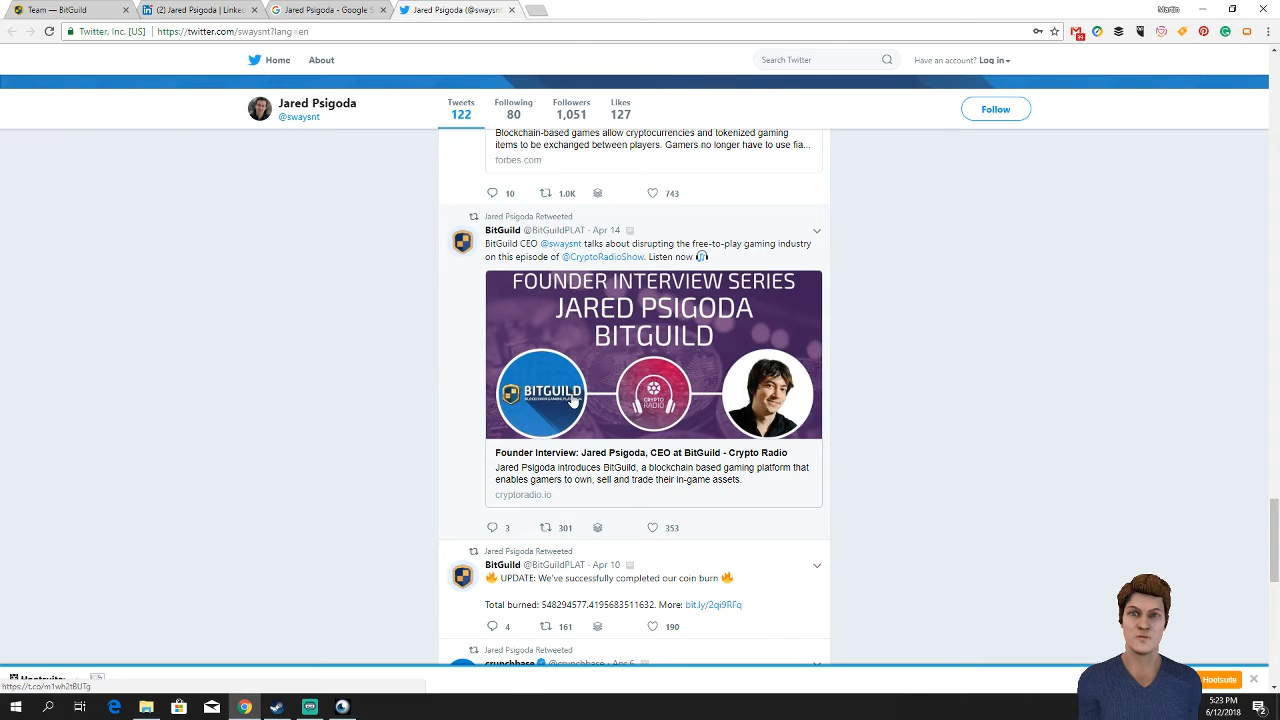 Team — BitGuild
(2) Jared Psigoda | Linked
Jared Psigoda - Google S
Jared Psigoda (@swaysnt
Martin
Twitter, Inc. [US]
https://twitter.com/swaysnt?lang=en
Home
About
Search Twitter
Have an account? Log in
Jared Psigoda
@swaysnt
Tweets
122
Following
80
Followers
1,051
Likes
127
Follow
Blockchain-based games allow cryptocurrencies and tokenized gaming
items to be exchanged between players. Gamers no longer have to use fia...
forbes.com
10
1.0K
743
Jared Psigoda Retweeted
BitGuild @BitGuildPLAT · Apr 14
BitGuild CEO @swaysnt talks about disrupting the free-to-play gaming industry
on this episode of @CryptoRadioShow. Listen now
FOUNDER INTERVIEW SERIES
JARED PSIGODA
BITGUILD
BITGUILD
BLOCKCHAIN GAMING PLATFORM
CRYPTO
RADIO
Founder Interview: Jared Psigoda, CEO at BitGuild - Crypto Radio
Jared Psigoda introduces BitGuild, a blockchain based gaming platform that
enables gamers to own, sell and trade their in-game assets.
cryptoradio.io
3
301
353
Jared Psigoda Retweeted
BitGuild @BitGuildPLAT · Apr 10
🔥 UPDATE: We've successfully completed our coin burn 🔥
Total burned: 548294577.4195683511632. More: bit.ly/2qi9RFq
4
161
190
Jared Psigoda Retweeted
crunchbase @crunchbase · Apr 6
Hootsuite
https://t.co/m1wh2t8UTg
5:23 PM
6/12/2018